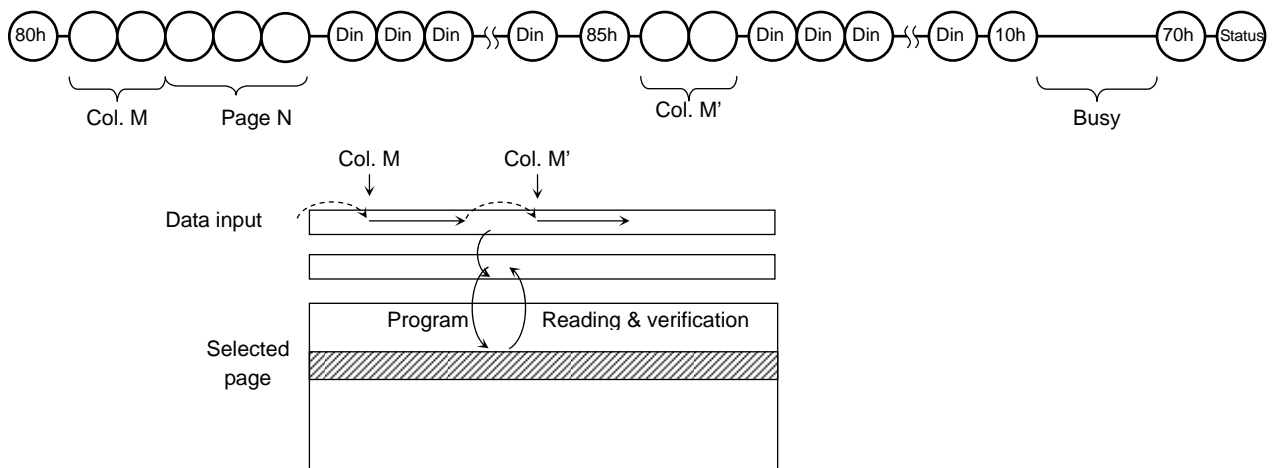 80h Din Din Din Din 85h Din Din Din Din 10h 70h Status
Col. M Page N Col. M’ Busy
Col. M Col. M’
Data input
Program Reading & verification
Selected
page